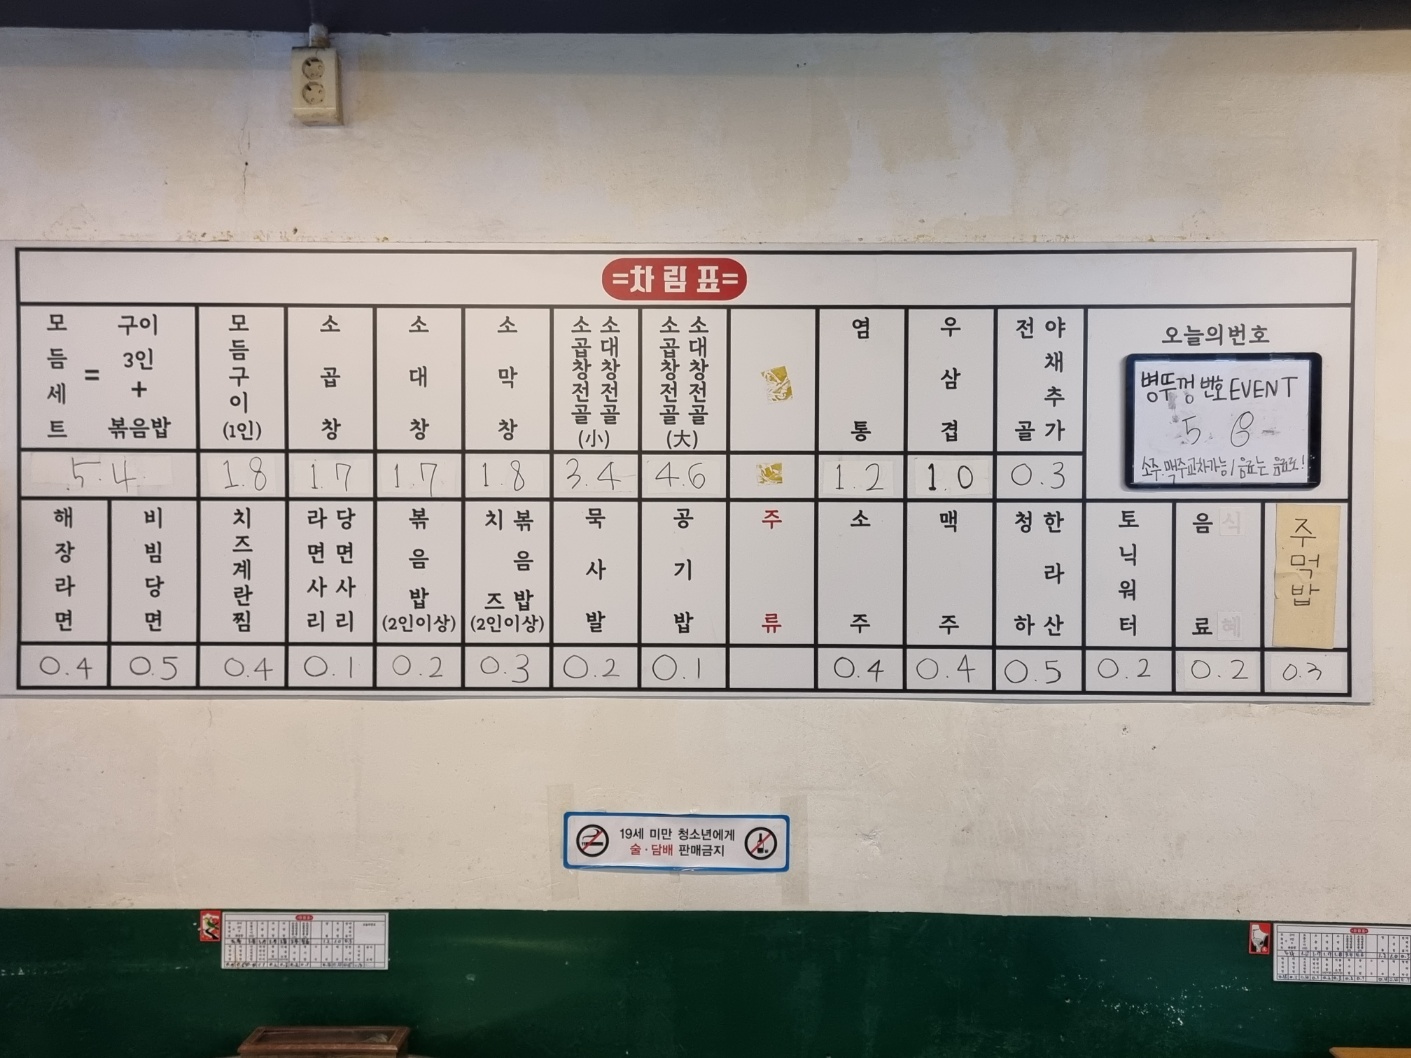 =차림표=
모듬세트 = 구이 3인 + 볶음밥
5.4
모듬구이 (1인)
1.8
소곱창
1.7
소대창
1.7
소막창
1.8
소곱창전골 소대창전골 (小)
3.4
소곱창전골 소대창전골 (大)
4.6
염통
1.2
우삼겹
1.0
전골 야채추가
0.3
오늘의번호
병뚜껑 번호 EVENT
5. 6
소주.맥주교차가능/음료는 음료로!
해장라면
0.4
비빔당면
0.5
치즈계란찜
0.4
라면사리 당면사리
0.1
볶음밥 (2인이상)
0.2
치즈 볶음밥 (2인이상)
0.3
묵사발
0.2
공기밥
0.1
주류
소주
0.4
맥주
0.4
청하 한라산
0.5
토닉워터
0.2
음료 식혜
0.2
주먹밥
0.3
19세 미만 청소년에게
술·담배 판매금지